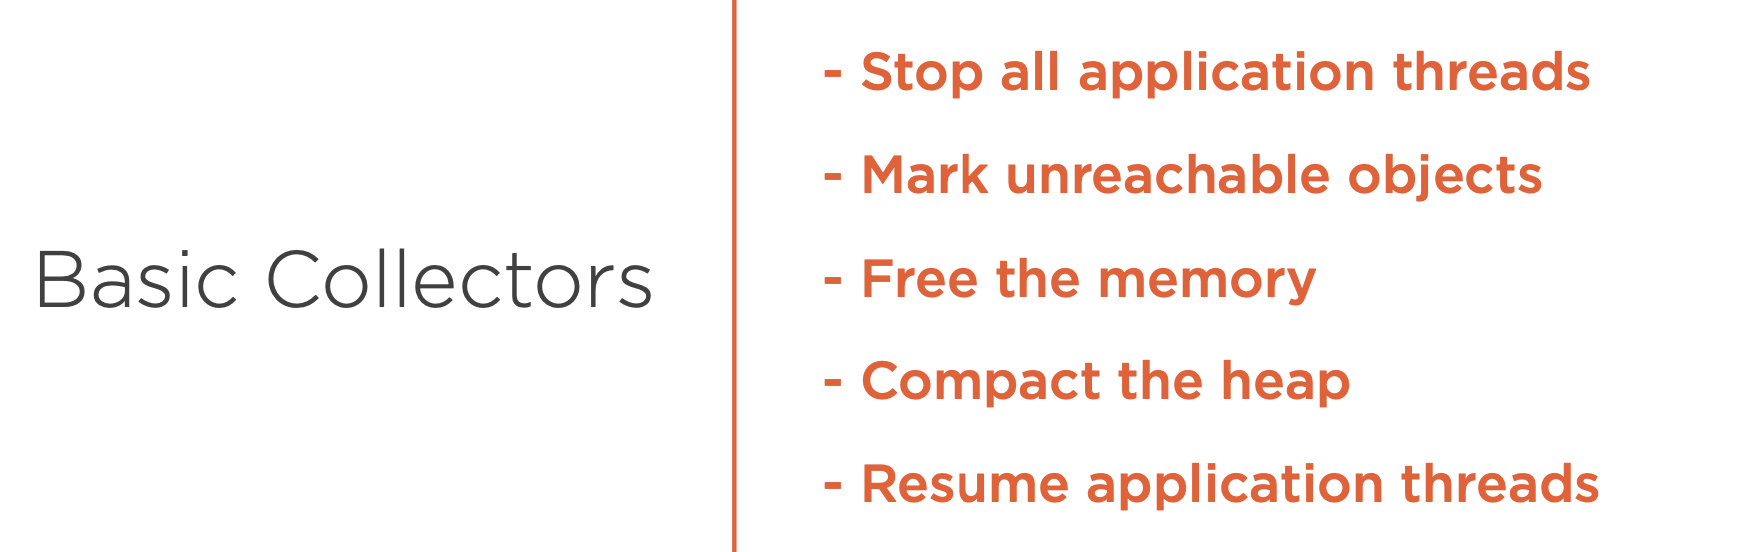 Basic Collectors
- Stop all application threads
- Mark unreachable objects
- Free the memory
- Compact the heap
- Resume application threads